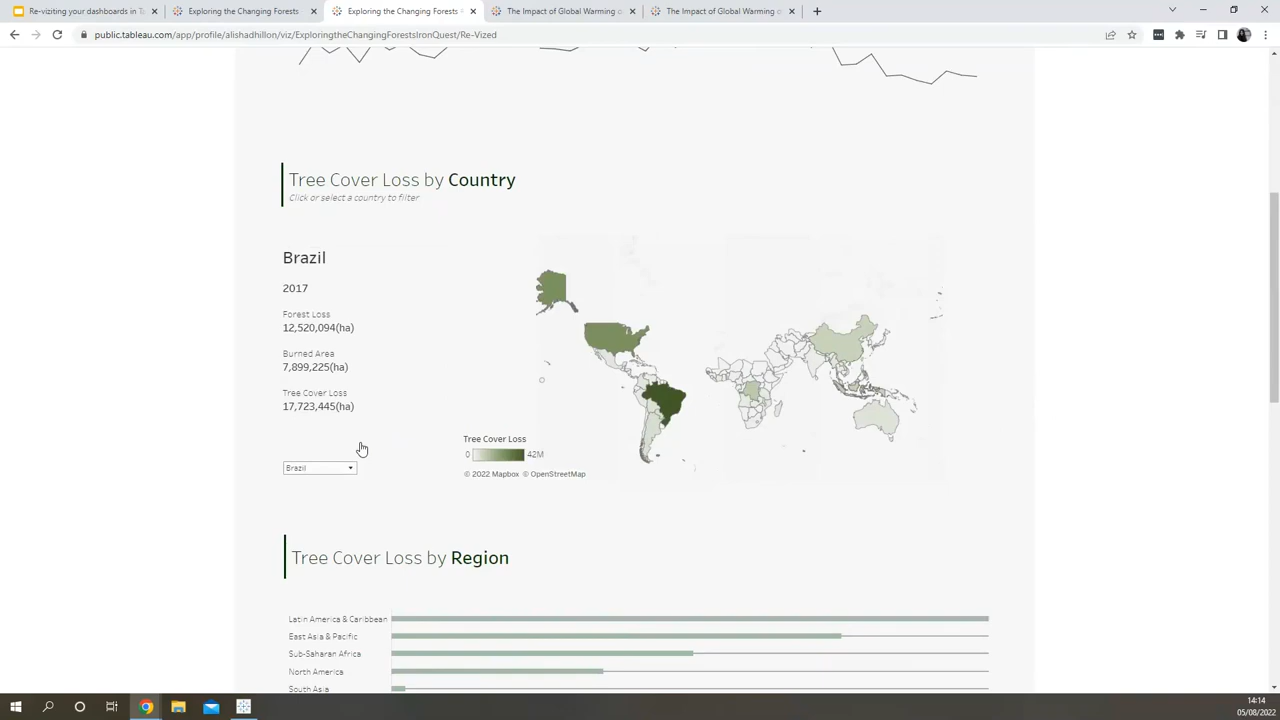 Re-viziting your dashboards in Ta
Exploring the Changing Forests
Exploring the Changing Forests
The Impact of Global Warming o
The Impact of Global Warming o
public.tableau.com/app/profile/alishadhillon/viz/ExploringtheChangingForestsIronQuest/Re-Vized
Tree Cover Loss by Country
Click or select a country to filter
Brazil
2017
Forest Loss
12,520,094(ha)
Burned Area
7,899,225(ha)
Tree Cover Loss
17,723,445(ha)
Brazil
Tree Cover Loss
0 42M
© 2022 Mapbox © OpenStreetMap
Tree Cover Loss by Region
Latin America & Caribbean
East Asia & Pacific
Sub-Saharan Africa
North America
South Asia
14:14
05/08/2022